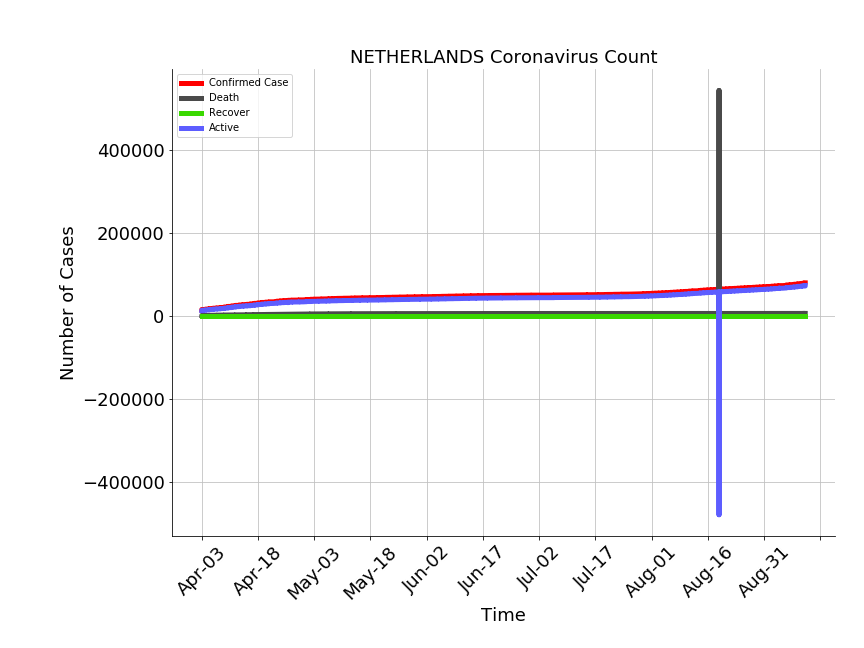 NETHERLANDS Coronavirus Count
Confirmed Case
Death
Recover
Active
400000
200000
0
−200000
−400000
Number of Cases
Apr-03
Apr-18
May-03
May-18
Jun-02
Jun-17
Jul-02
Jul-17
Aug-01
Aug-16
Aug-31
Time